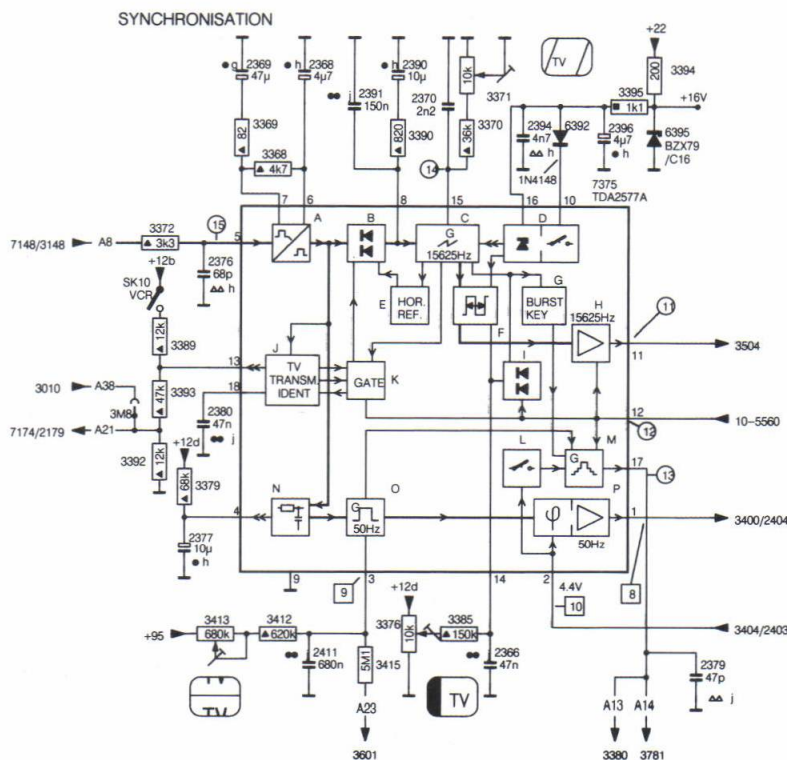 SYNCHRONISATION
g 2369
47µ
h 2368
4µ7
j 2391
150n
h 2390
10µ
2370
2n2
10k
3371
TV
+22
200
3394
3395
1k1
+16V
82
3369
3368
4k7
820
3390
36k
3370
14
2394
4n7
h
6392
1N4148
2396
4µ7
h
6395
BZX79
/C16
7375
TDA2577A
7 6 8 15 16 10
7148/3148 A8
3372
3k3
15
5
A B C D
G
15625Hz
2376
68p
h
+12b
SK10
VCR
E
HOR.
REF.
F
G
BURST
KEY
H
15625Hz
11
11
3504
12k
3389
13
J
TV
TRANSM.
IDENT
K
GATE
I
3010 A38
47k
3393
18
3M8
7174/2179 A21
2380
47n
j
12
12
10-5560
3392
12k
+12d
68k
3379
L
M
G
17
13
4
N
O
G
50Hz
P
φ
50Hz
1
3400/2404
2377
10µ
h
9
9
3
14
2
4.4V
10
8
+95
3413
680k
3412
620k
+12d
3376
10k
3385
150k
3404/2403
2411
680n
5M1
3415
2366
47n
2379
47p
j
TV
TV
A23
A13 A14
3601
3380 3781